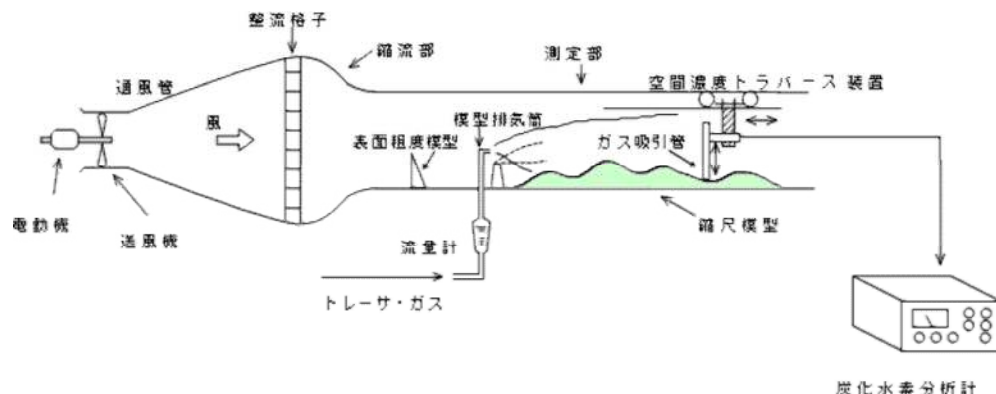 整流格子
縮流部
測定部
通風管
空間濃度トラバース装置
風
模型排気筒
表面粗度模型
ガス吸引管
電動機
送風機
流量計
縮尺模型
トレーサ・ガス
炭化水素分析計